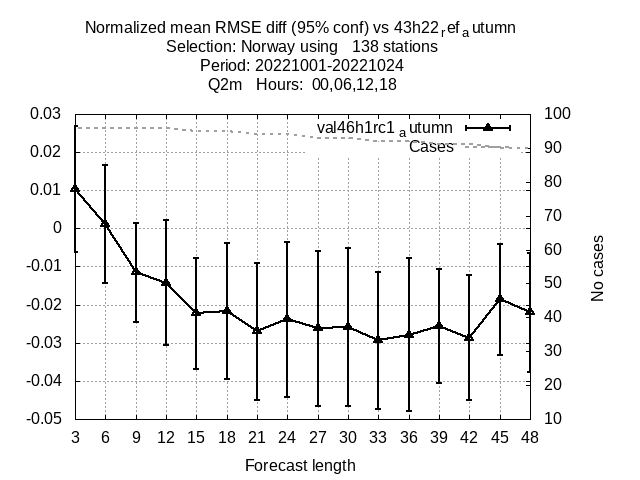 Normalized mean RMSE diff (95% conf) vs 43h22ᵣefₐutumn
Selection: Norway using 138 stations
Period: 20221001-20221024
Q2m Hours: 00,06,12,18
val46h1rc1ₐutumn
Cases
0.03
0.02
0.01
0
-0.01
-0.02
-0.03
-0.04
-0.05
100
90
80
70
60
50
40
30
20
10
No cases
3 6 9 12 15 18 21 24 27 30 33 36 39 42 45 48
Forecast length